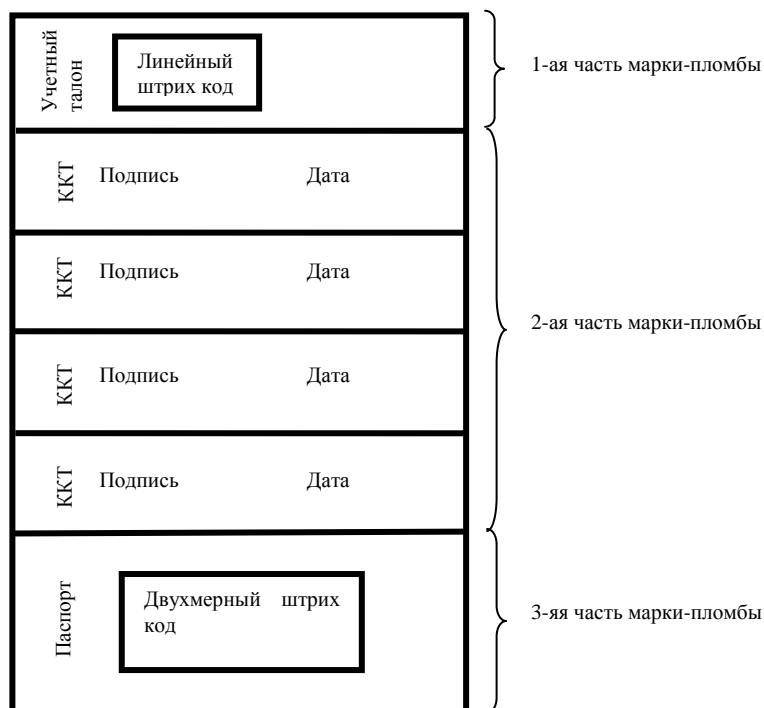 Учетный
талон
Линейный
штрих код
1-ая часть марки-пломбы
ККТ Подпись Дата
ККТ Подпись Дата
2-ая часть марки-пломбы
ККТ Подпись Дата
ККТ Подпись Дата
Паспорт
Двухмерный штрих
код
3-яя часть марки-пломбы